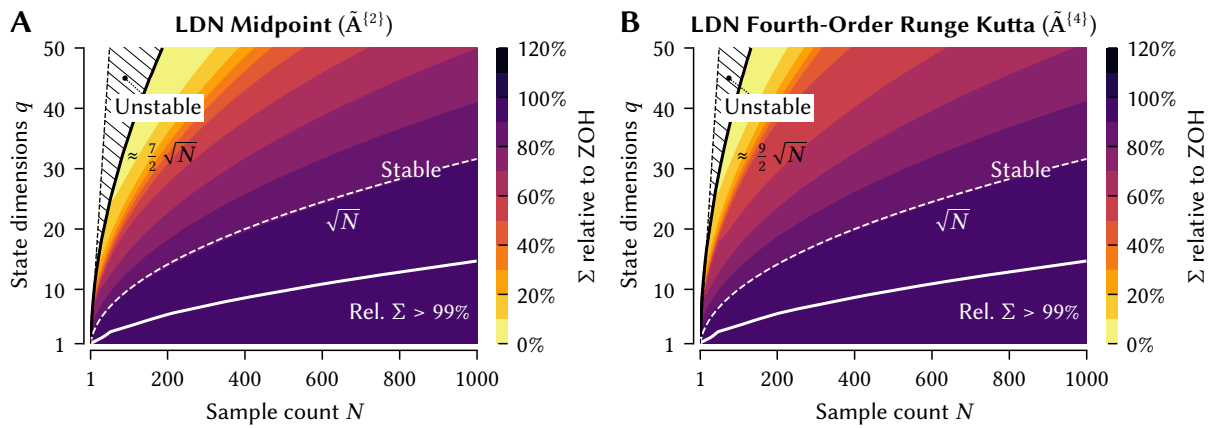 A
LDN Midpoint (Ã{2})
50
40
30
20
10
1
State dimensions q
Unstable
≈ 7/2 √N
Stable
√N
Rel. Σ > 99%
1
200
400
600
800
1000
Sample count N
120%
100%
80%
60%
40%
20%
0%
Σ relative to ZOH
B
LDN Fourth-Order Runge Kutta (Ã{4})
50
40
30
20
10
1
State dimensions q
Unstable
≈ 9/2 √N
Stable
√N
Rel. Σ > 99%
1
200
400
600
800
1000
Sample count N
120%
100%
80%
60%
40%
20%
0%
Σ relative to ZOH